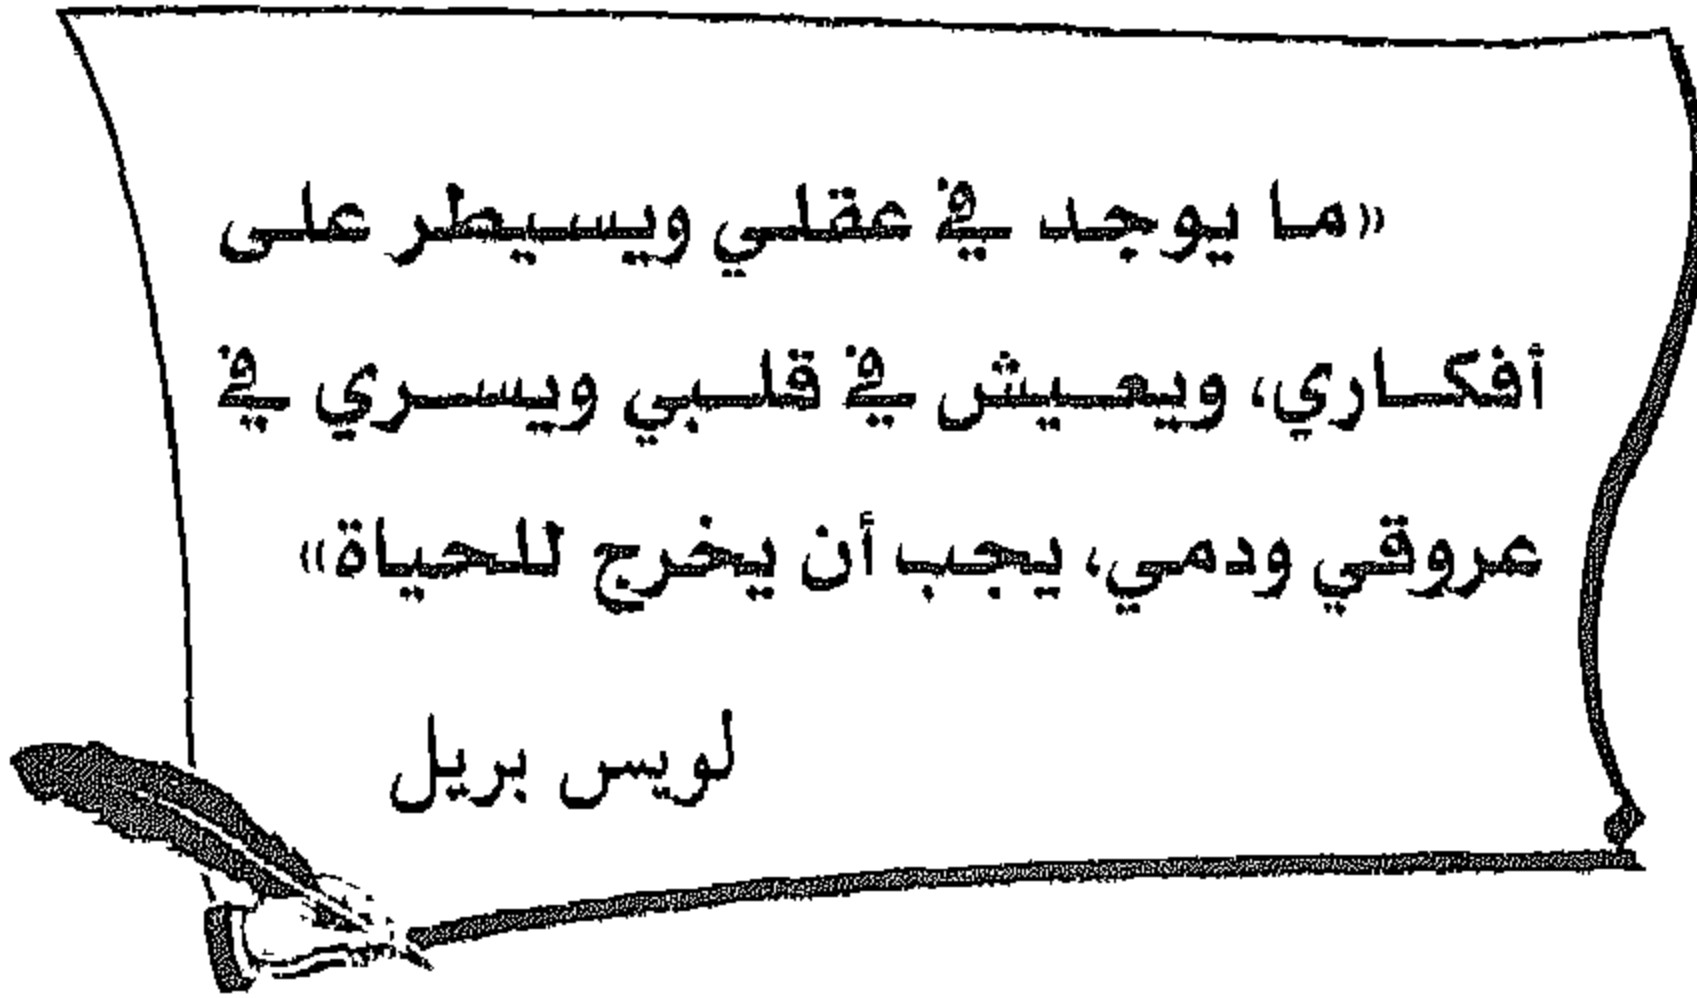 «ما يوجد في عقلي ويسيطر على
أفكاري، ويعيش في قلبي ويسري في
عروقي ودمي، يجب أن يخرج للحياة»
لويس بريل